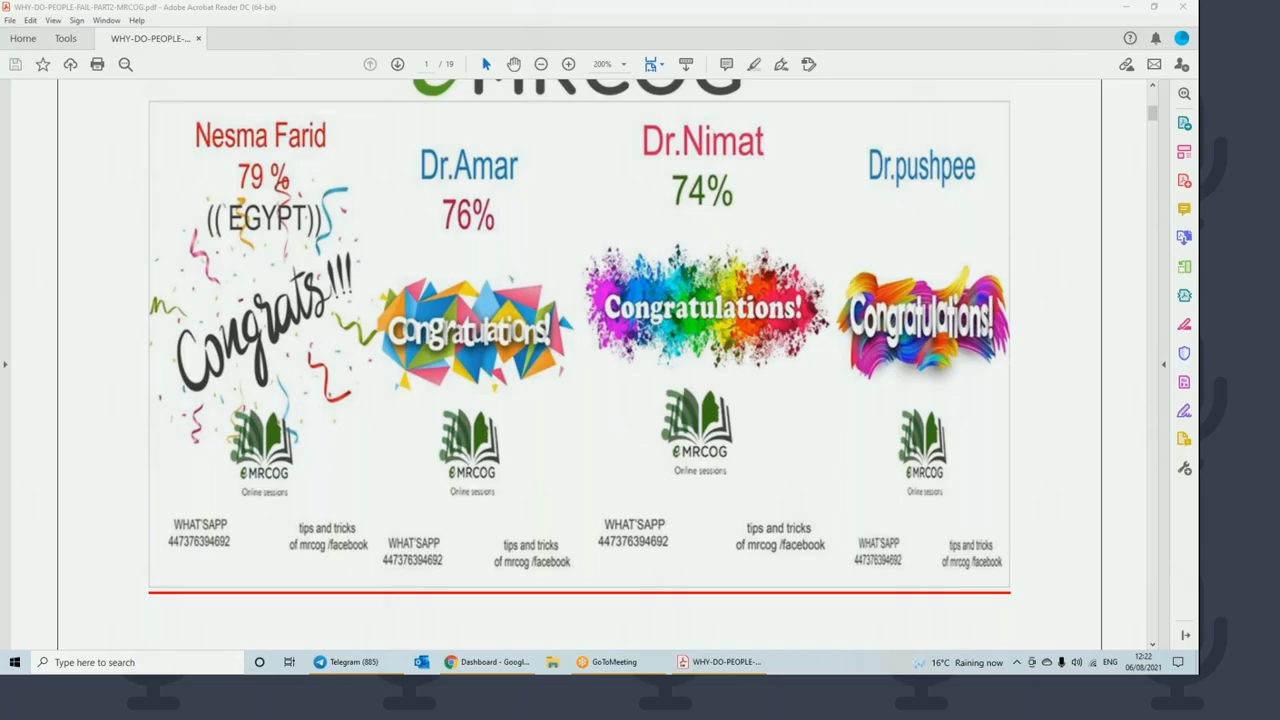 WHY-DO-PEOPLE-FAIL-PART2-MRCOG.pdf - Adobe Acrobat Reader DC (64-bit)
File Edit View Sign Window Help
Home Tools WHY-DO-PEOPLE-... ×
1 / 19 200%
eMRCOG
Nesma Farid
79 %
(( EGYPT))
Congrats!!!
eMRCOG
Online sessions
WHAT'SAPP
447376394692
tips and tricks
of mrcog /facebook
Dr.Amar
76%
Congratulations!
eMRCOG
Online sessions
WHAT'SAPP
447376394692
tips and tricks
of mrcog /facebook
Dr.Nimat
74%
Congratulations!
eMRCOG
Online sessions
WHAT'SAPP
447376394692
tips and tricks
of mrcog /facebook
Dr.pushpee
Congratulations!
eMRCOG
Online sessions
WHAT'SAPP
447376394692
tips and tricks
of mrcog /facebook
Type here to search
Telegram (885)
Dashboard - Googl...
GoToMeeting
WHY-DO-PEOPLE-...
16°C Raining now
ENG
12:22
06/08/2021